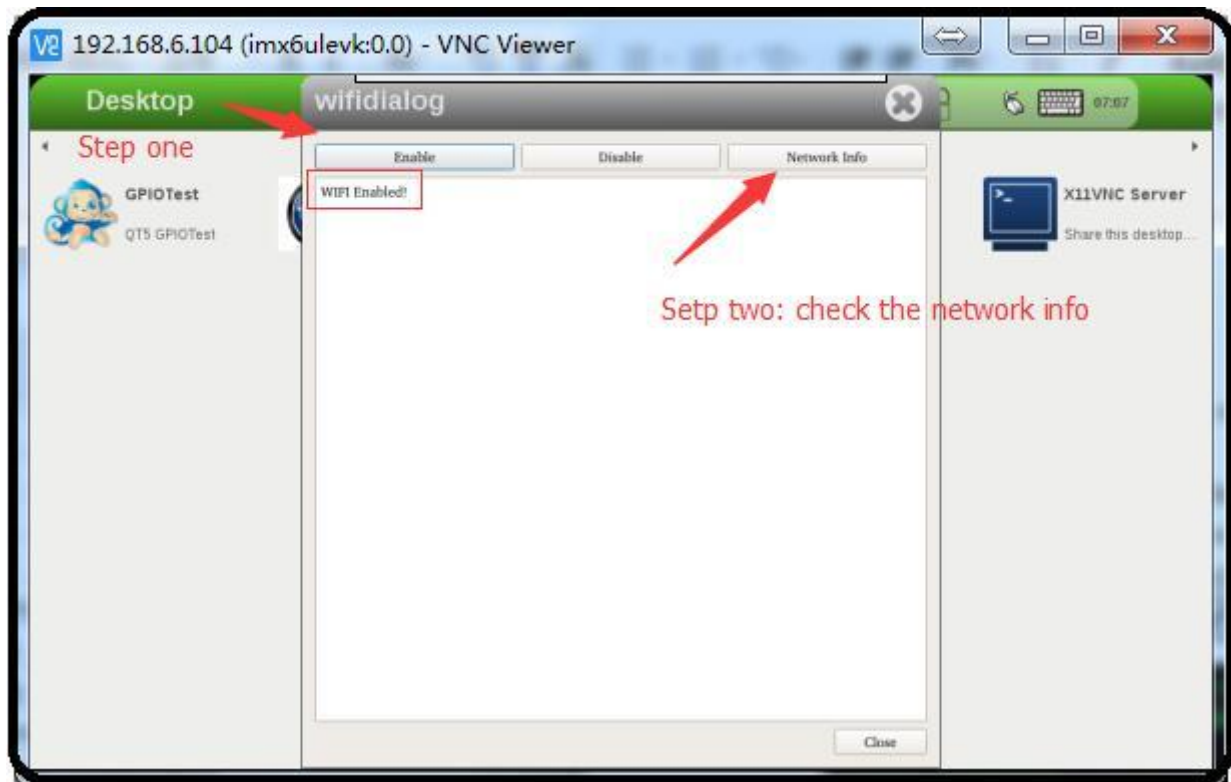 V2 192.168.6.104 (imx6ulevk:0.0) - VNC Viewer
Desktop
wifidialog
07:07
Step one
Enable
Disable
Network Info
WIFI Enabled!
GPIOTest
QT5 GPIOTest
X11VNC Server
Share this desktop...
Setp two: check the network info
Close